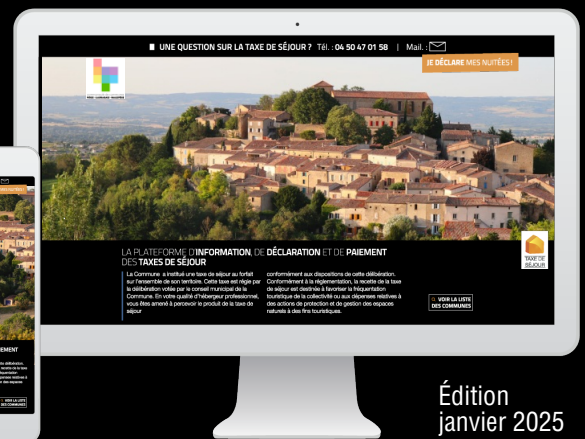 UNE QUESTION SUR LA TAXE DE SÉJOUR ? Tél. : 04 50 47 01 58 | Mail. :
JE DÉCLARE MES NUITÉES !
LA PLATEFORME D'INFORMATION, DE DÉCLARATION ET DE PAIEMENT
DES TAXES DE SÉJOUR
La Commune a institué une taxe de séjour au forfait
sur l'ensemble de son territoire. Cette taxe est régie par
la délibération votée par le conseil municipal de la
Commune. En votre qualité d'hébergeur professionnel,
vous êtes amené à percevoir le produit de la taxe de
séjour
conformément aux dispositions de cette délibération.
Conformément à la réglementation, la recette de la taxe
de séjour est destinée à favoriser la fréquentation
touristique de la collectivité ou aux dépenses relatives à
des actions de protection et de gestion des espaces
naturels à des fins touristiques.
TAXE DE
SÉJOUR
VOIR LA LISTE
DES COMMUNES
VOIR LA LISTE
DES COMMUNES
Édition
janvier 2025